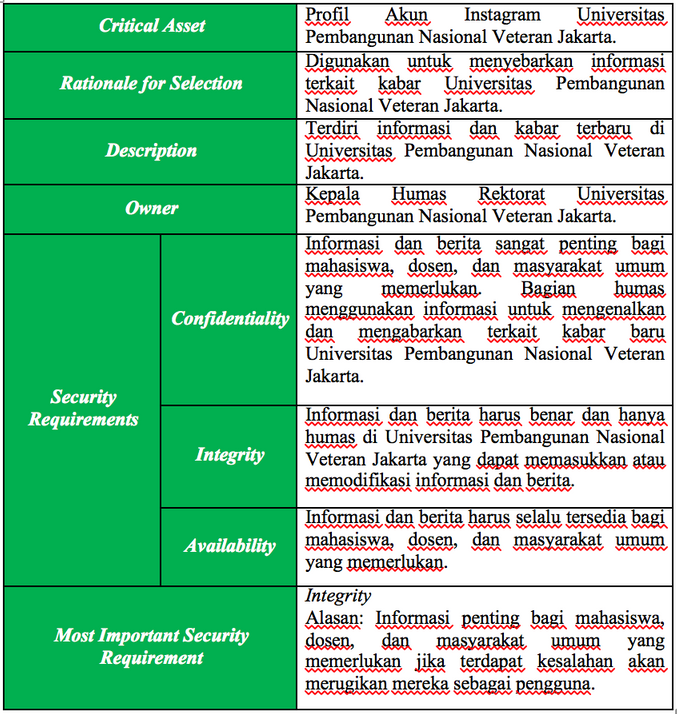 Critical Asset
Profil Akun Instagram Universitas
Pembangunan Nasional Veteran Jakarta.
Rationale for Selection
Digunakan untuk menyebarkan informasi
terkait kabar Universitas Pembangunan
Nasional Veteran Jakarta.
Description
Terdiri informasi dan kabar terbaru di
Universitas Pembangunan Nasional Veteran
Jakarta.
Owner
Kepala Humas Rektorat Universitas
Pembangunan Nasional Veteran Jakarta.
Security
Requirements
Confidentiality
Informasi dan berita sangat penting bagi
mahasiswa, dosen, dan masyarakat umum
yang memerlukan. Bagian humas
menggunakan informasi untuk mengenalkan
dan mengabarkan terkait kabar baru
Universitas Pembangunan Nasional Veteran
Jakarta.
Integrity
Informasi dan berita harus benar dan hanya
humas di Universitas Pembangunan Nasional
Veteran Jakarta yang dapat memasukkan atau
memodifikasi informasi dan berita.
Availability
Informasi dan berita harus selalu tersedia bagi
mahasiswa, dosen, dan masyarakat umum
yang memerlukan.
Most Important Security
Requirement
Integrity
Alasan: Informasi penting bagi mahasiswa,
dosen, dan masyarakat umum yang
memerlukan jika terdapat kesalahan akan
merugikan mereka sebagai pengguna.